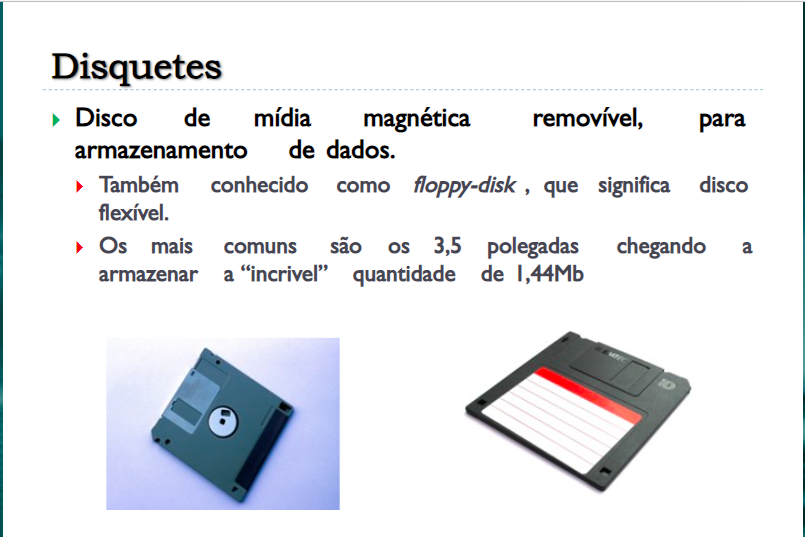 Disquetes
Disco de mídia magnética removível, para
armazenamento de dados.
Também conhecido como floppy-disk , que significa disco
flexível.
Os mais comuns são os 3,5 polegadas chegando a
armazenar a “incrivel” quantidade de 1,44Mb